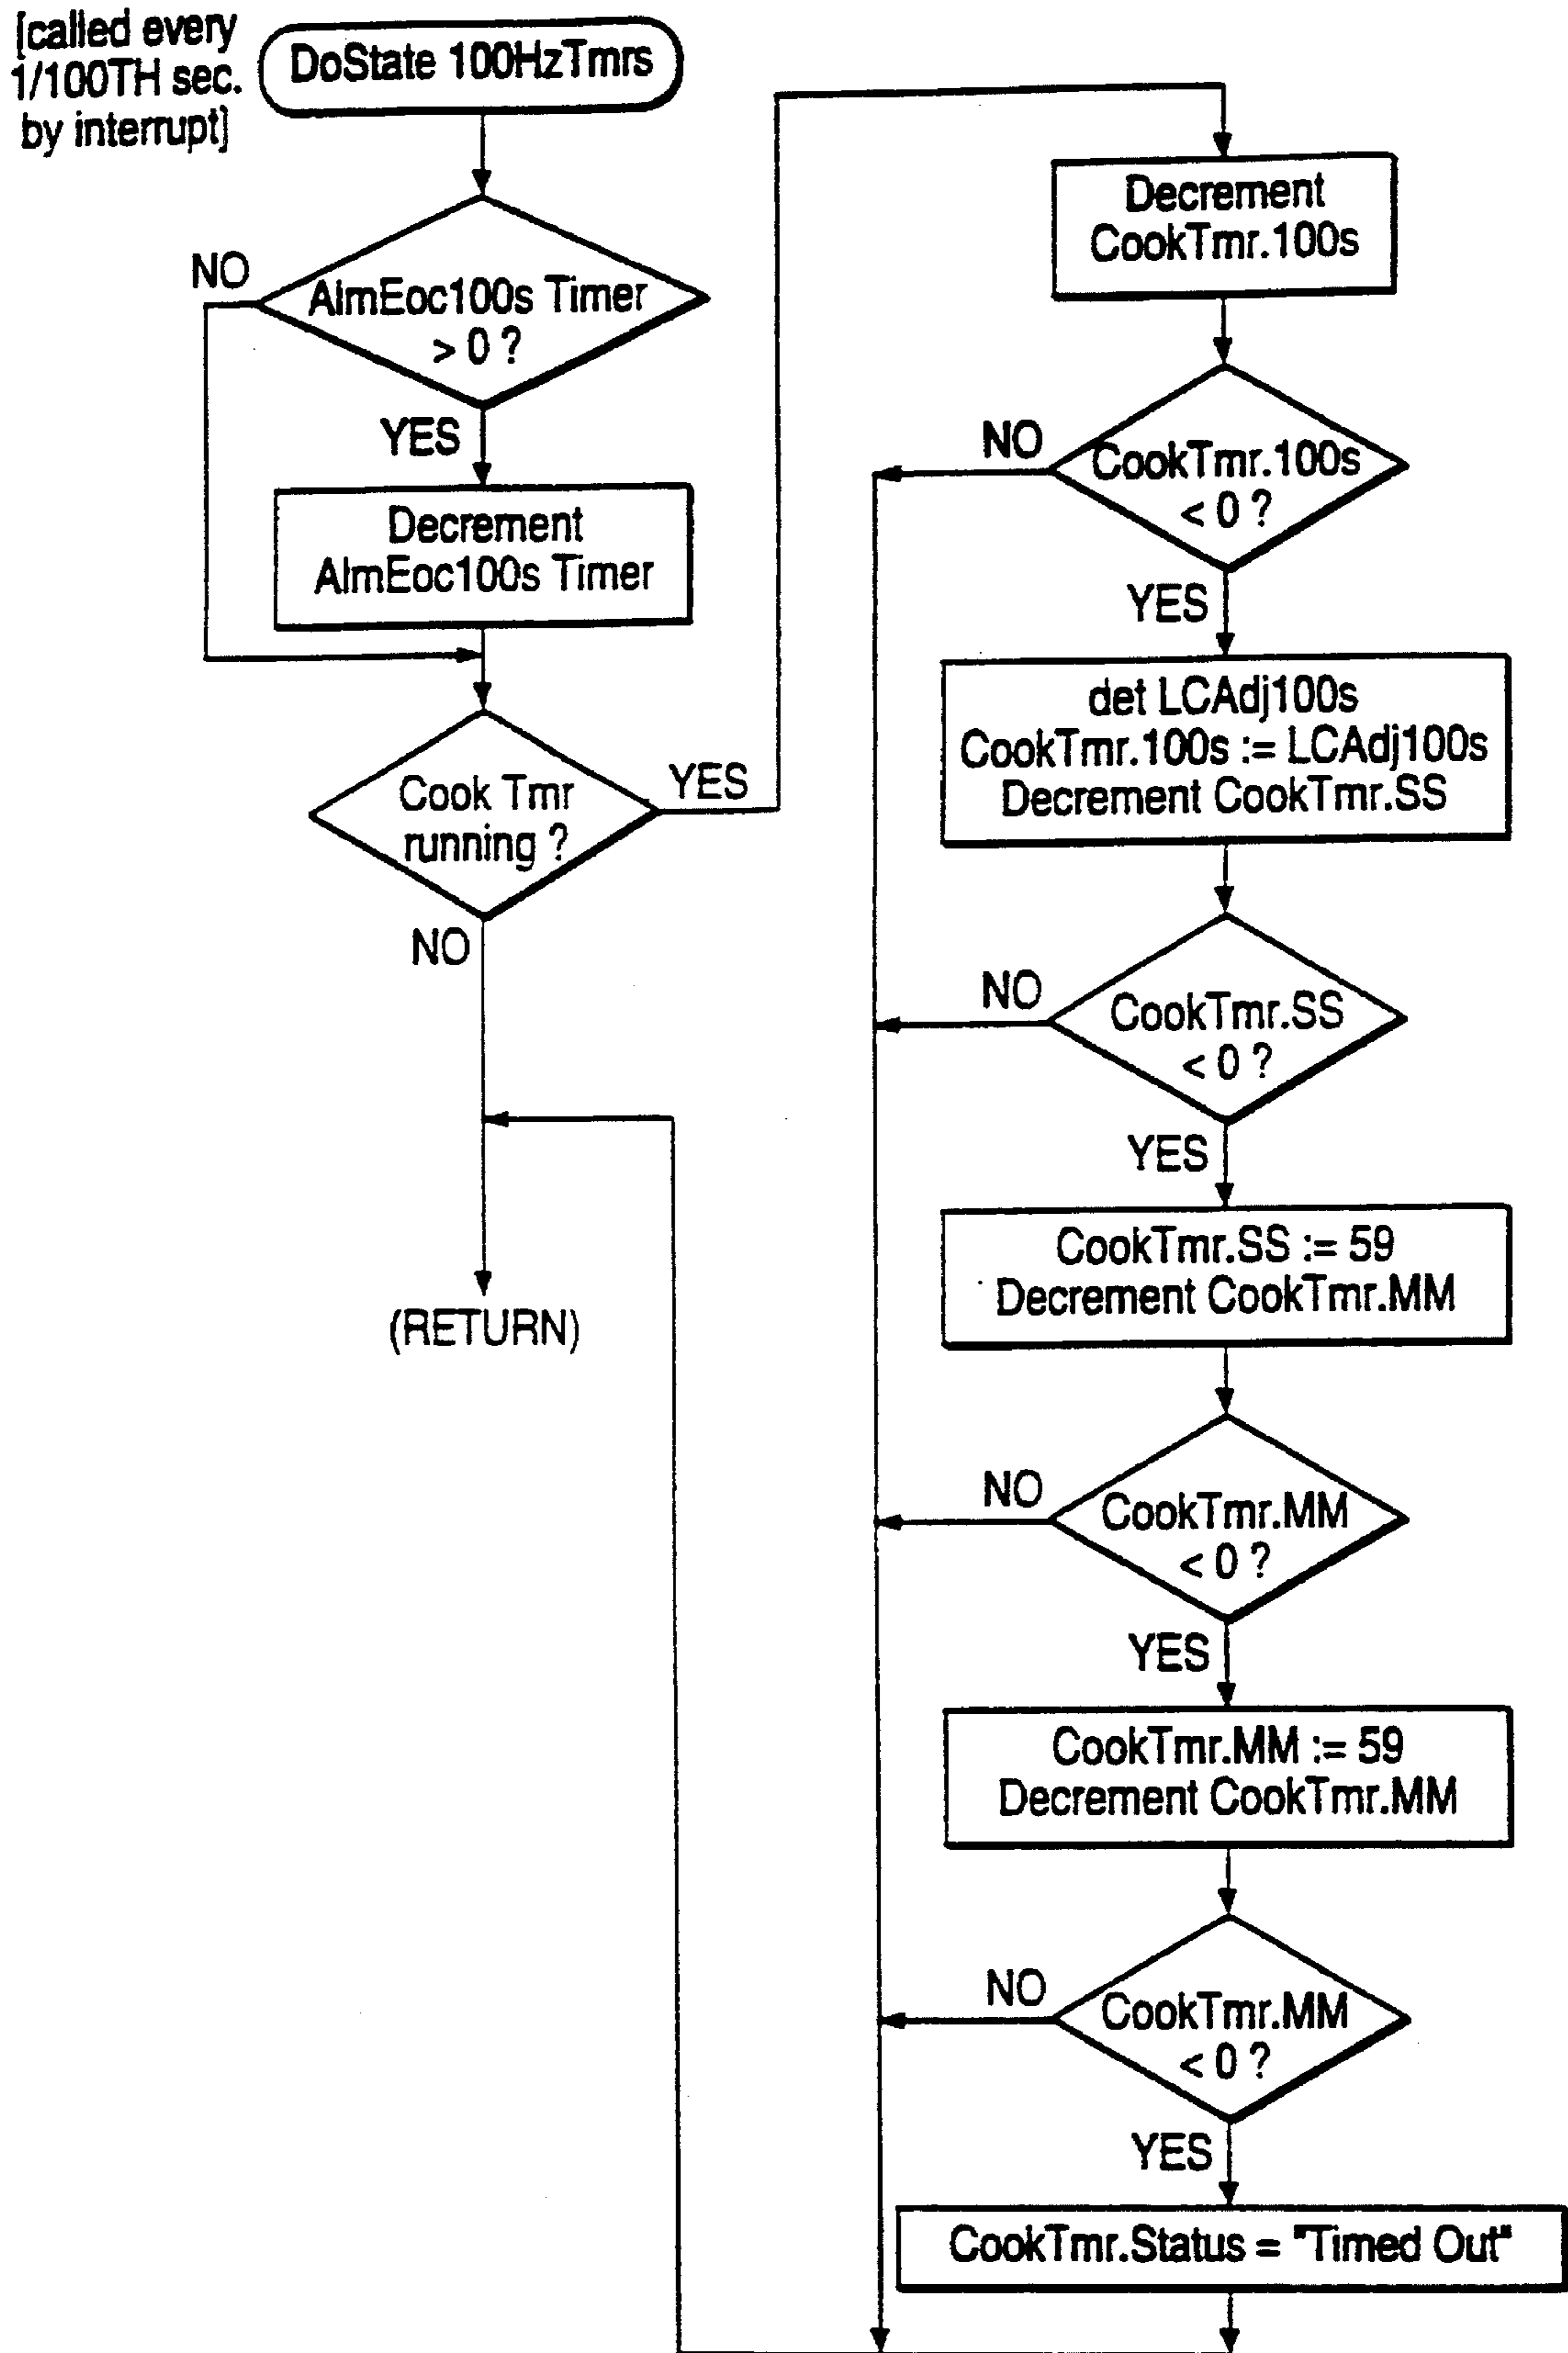 [called every
1/100TH sec.
by interrupt]
DoState 100HzTmrs
AlmEoc100s Timer
> 0 ?
NO
YES
Decrement
AlmEoc100s Timer
Cook Tmr
running ?
YES
NO
(RETURN)
Decrement
CookTmr.100s
CookTmr.100s
< 0 ?
NO
YES
det LCAdj100s
CookTmr.100s := LCAdj100s
Decrement CookTmr.SS
CookTmr.SS
< 0 ?
NO
YES
CookTmr.SS := 59
Decrement CookTmr.MM
CookTmr.MM
< 0 ?
NO
YES
CookTmr.MM := 59
Decrement CookTmr.MM
CookTmr.MM
< 0 ?
NO
YES
CookTmr.Status = "Timed Out"